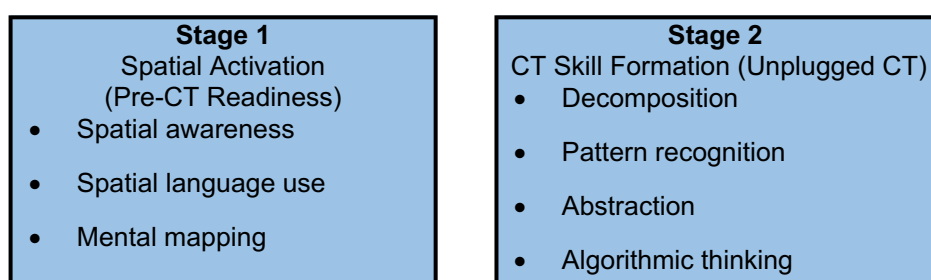 Stage 1
Spatial Activation
(Pre-CT Readiness)
• Spatial awareness
• Spatial language use
• Mental mapping
Stage 2
CT Skill Formation (Unplugged CT)
• Decomposition
• Pattern recognition
• Abstraction
• Algorithmic thinking